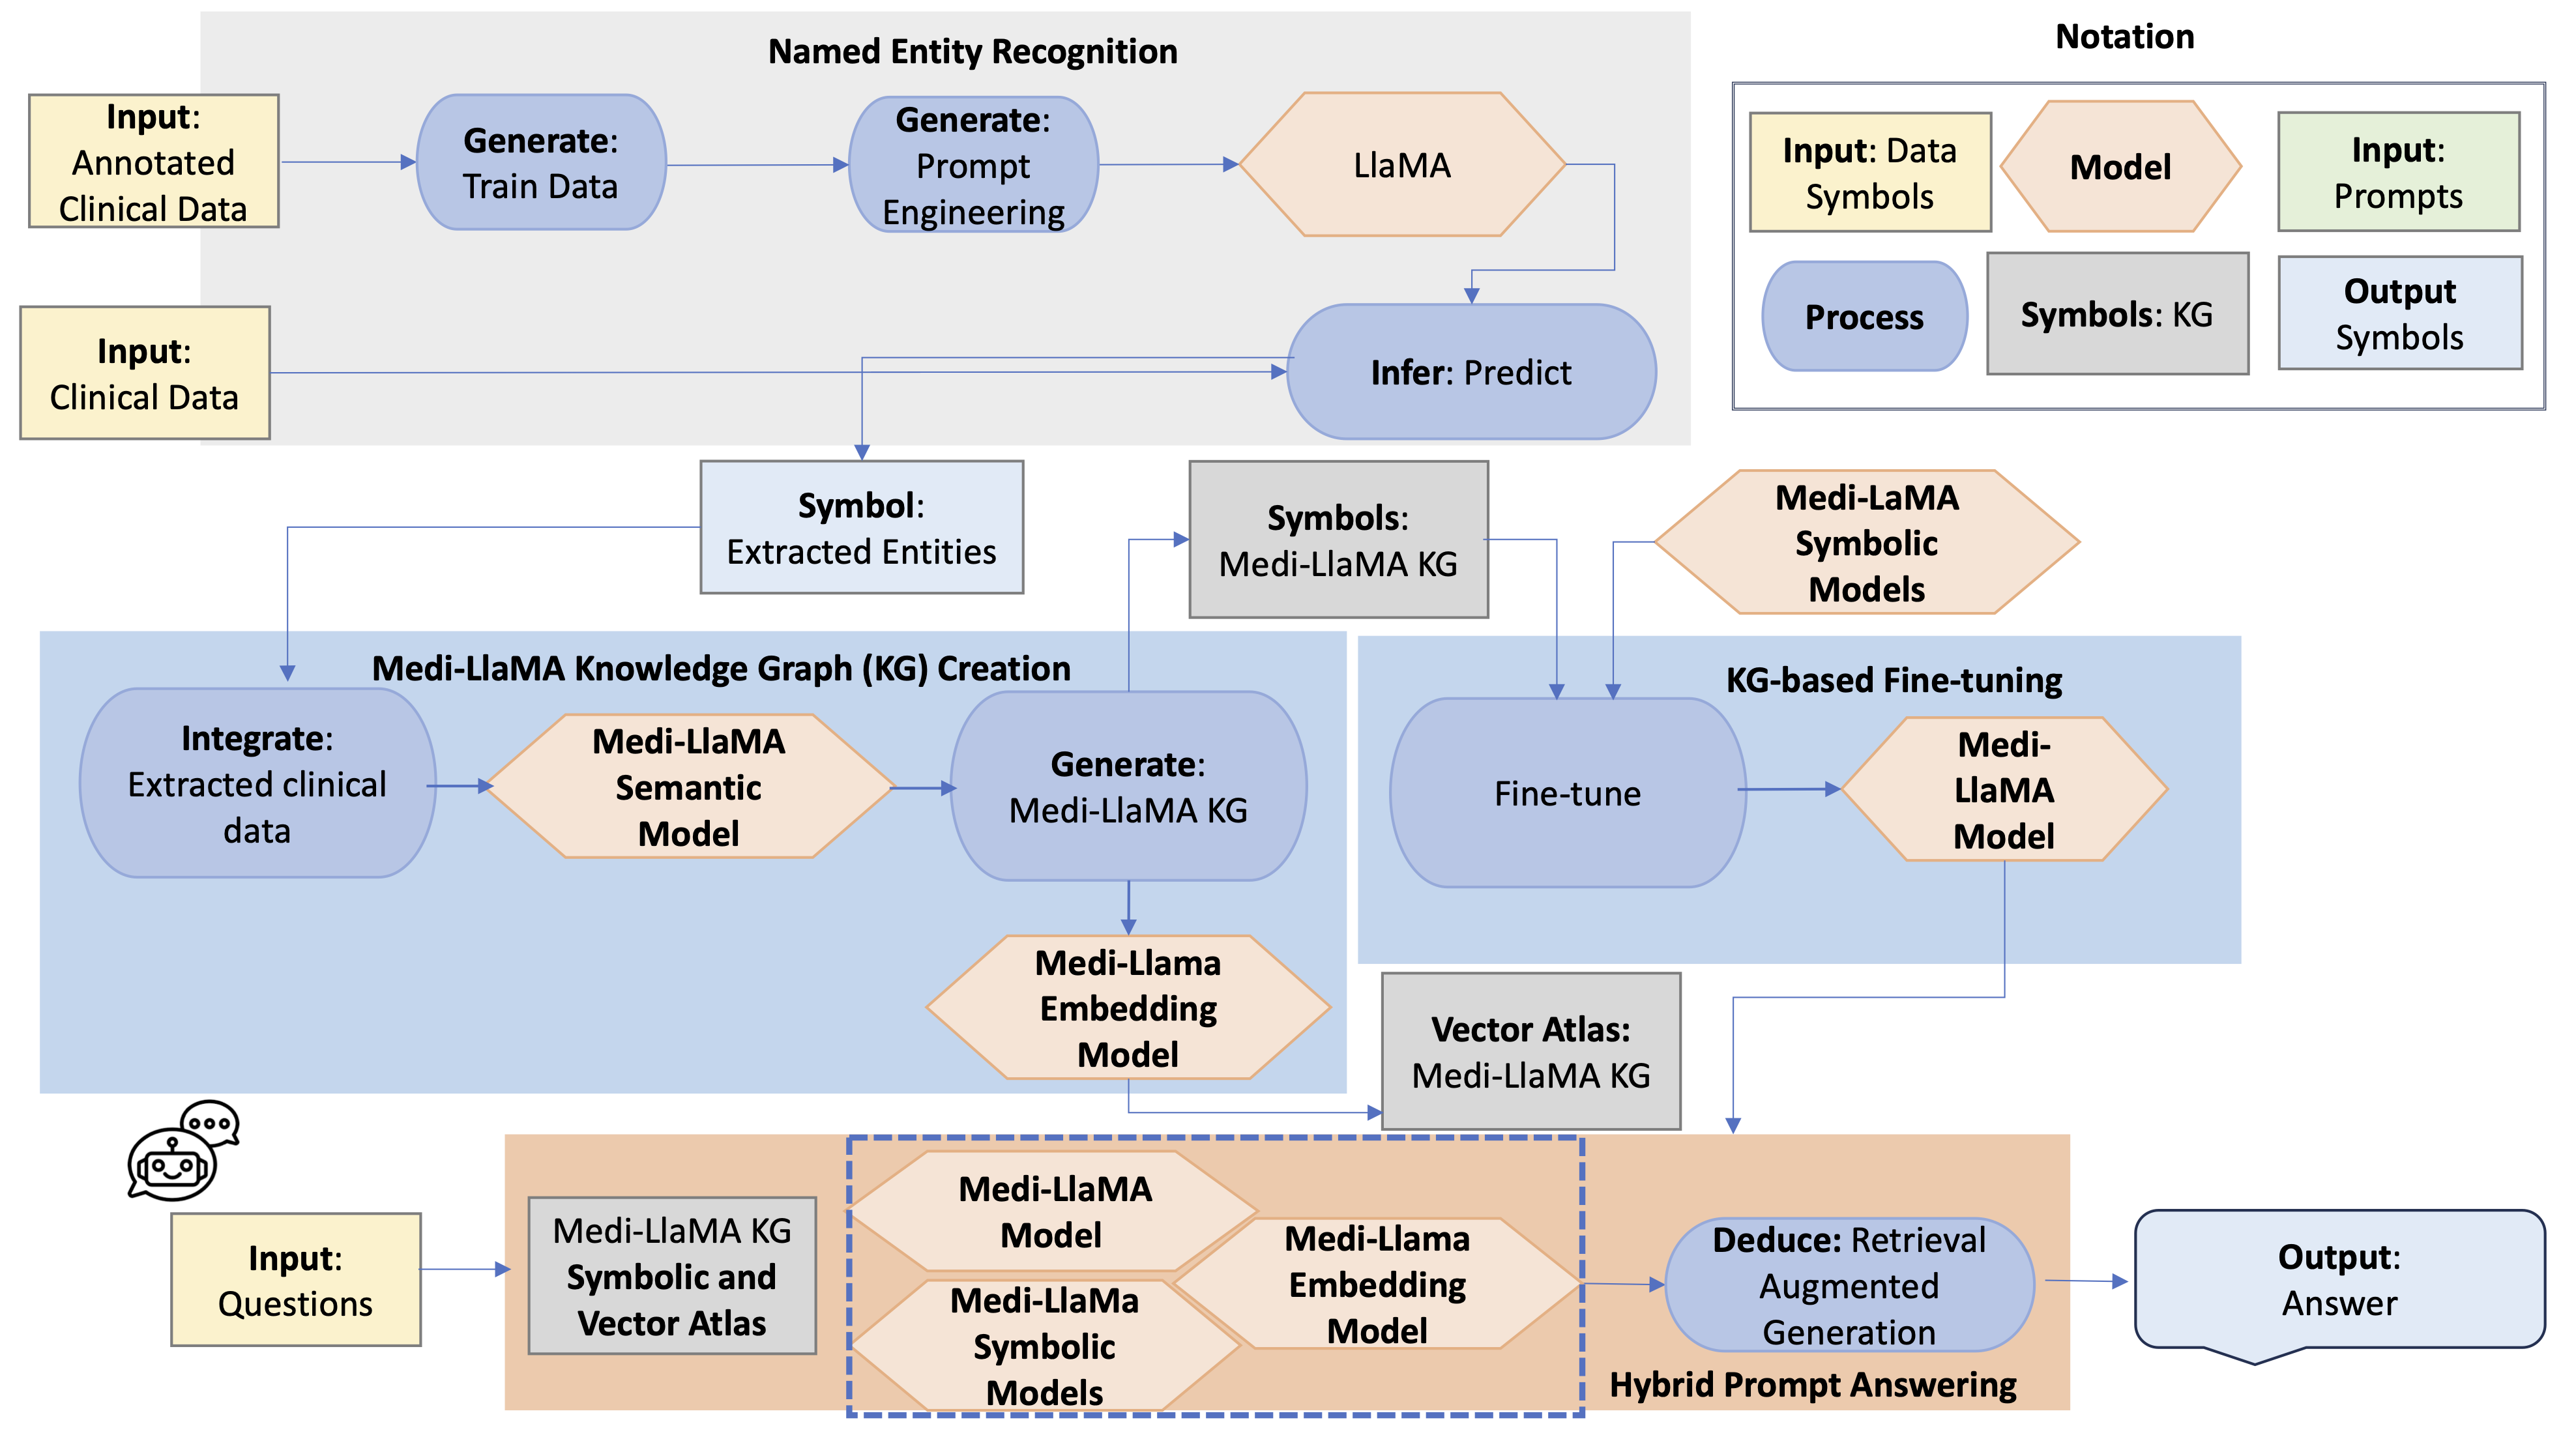 Named Entity Recognition
Notation
Input:
Annotated
Clinical Data
Generate:
Train Data
Generate:
Prompt
Engineering
LlaMA
Input: Data
Symbols
Model
Input:
Prompts
Process
Symbols: KG
Output
Symbols
Input:
Clinical Data
Infer: Predict
Symbol:
Extracted Entities
Symbols:
Medi-LlaMA KG
Medi-LaMA
Symbolic
Models
Medi-LlaMA Knowledge Graph (KG) Creation
Integrate:
Extracted clinical
data
Medi-LlaMA
Semantic
Model
Generate:
Medi-LlaMA KG
Medi-Llama
Embedding
Model
KG-based Fine-tuning
Fine-tune
Medi-
LlaMA
Model
Vector Atlas:
Medi-LlaMA KG
Input:
Questions
Medi-LlaMA KG
Symbolic and
Vector Atlas
Medi-LlaMA
Model
Medi-LlaMa
Symbolic
Models
Medi-Llama
Embedding
Model
Deduce: Retrieval
Augmented
Generation
Hybrid Prompt Answering
Output:
Answer